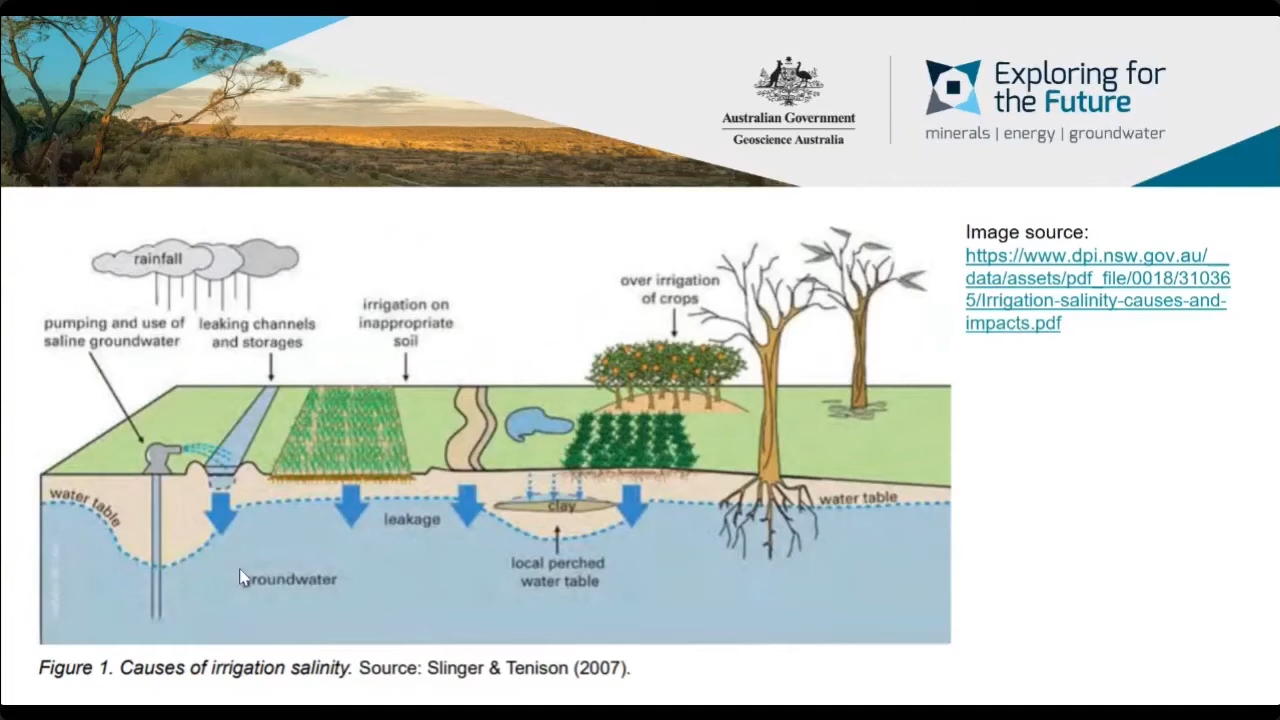 Australian Government
Geoscience Australia
Exploring for
the Future
minerals | energy | groundwater
Image source:
https://www.dpi.nsw.gov.au/__
data/assets/pdf_file/0018/31036
5/Irrigation-salinity-causes-and-
impacts.pdf
rainfall
pumping and use of
saline groundwater
leaking channels
and storages
irrigation on
inappropriate
soil
over irrigation
of crops
water table
leakage
clay
water table
local perched
water table
roundwater
Figure 1. Causes of irrigation salinity. Source: Slinger & Tenison (2007).